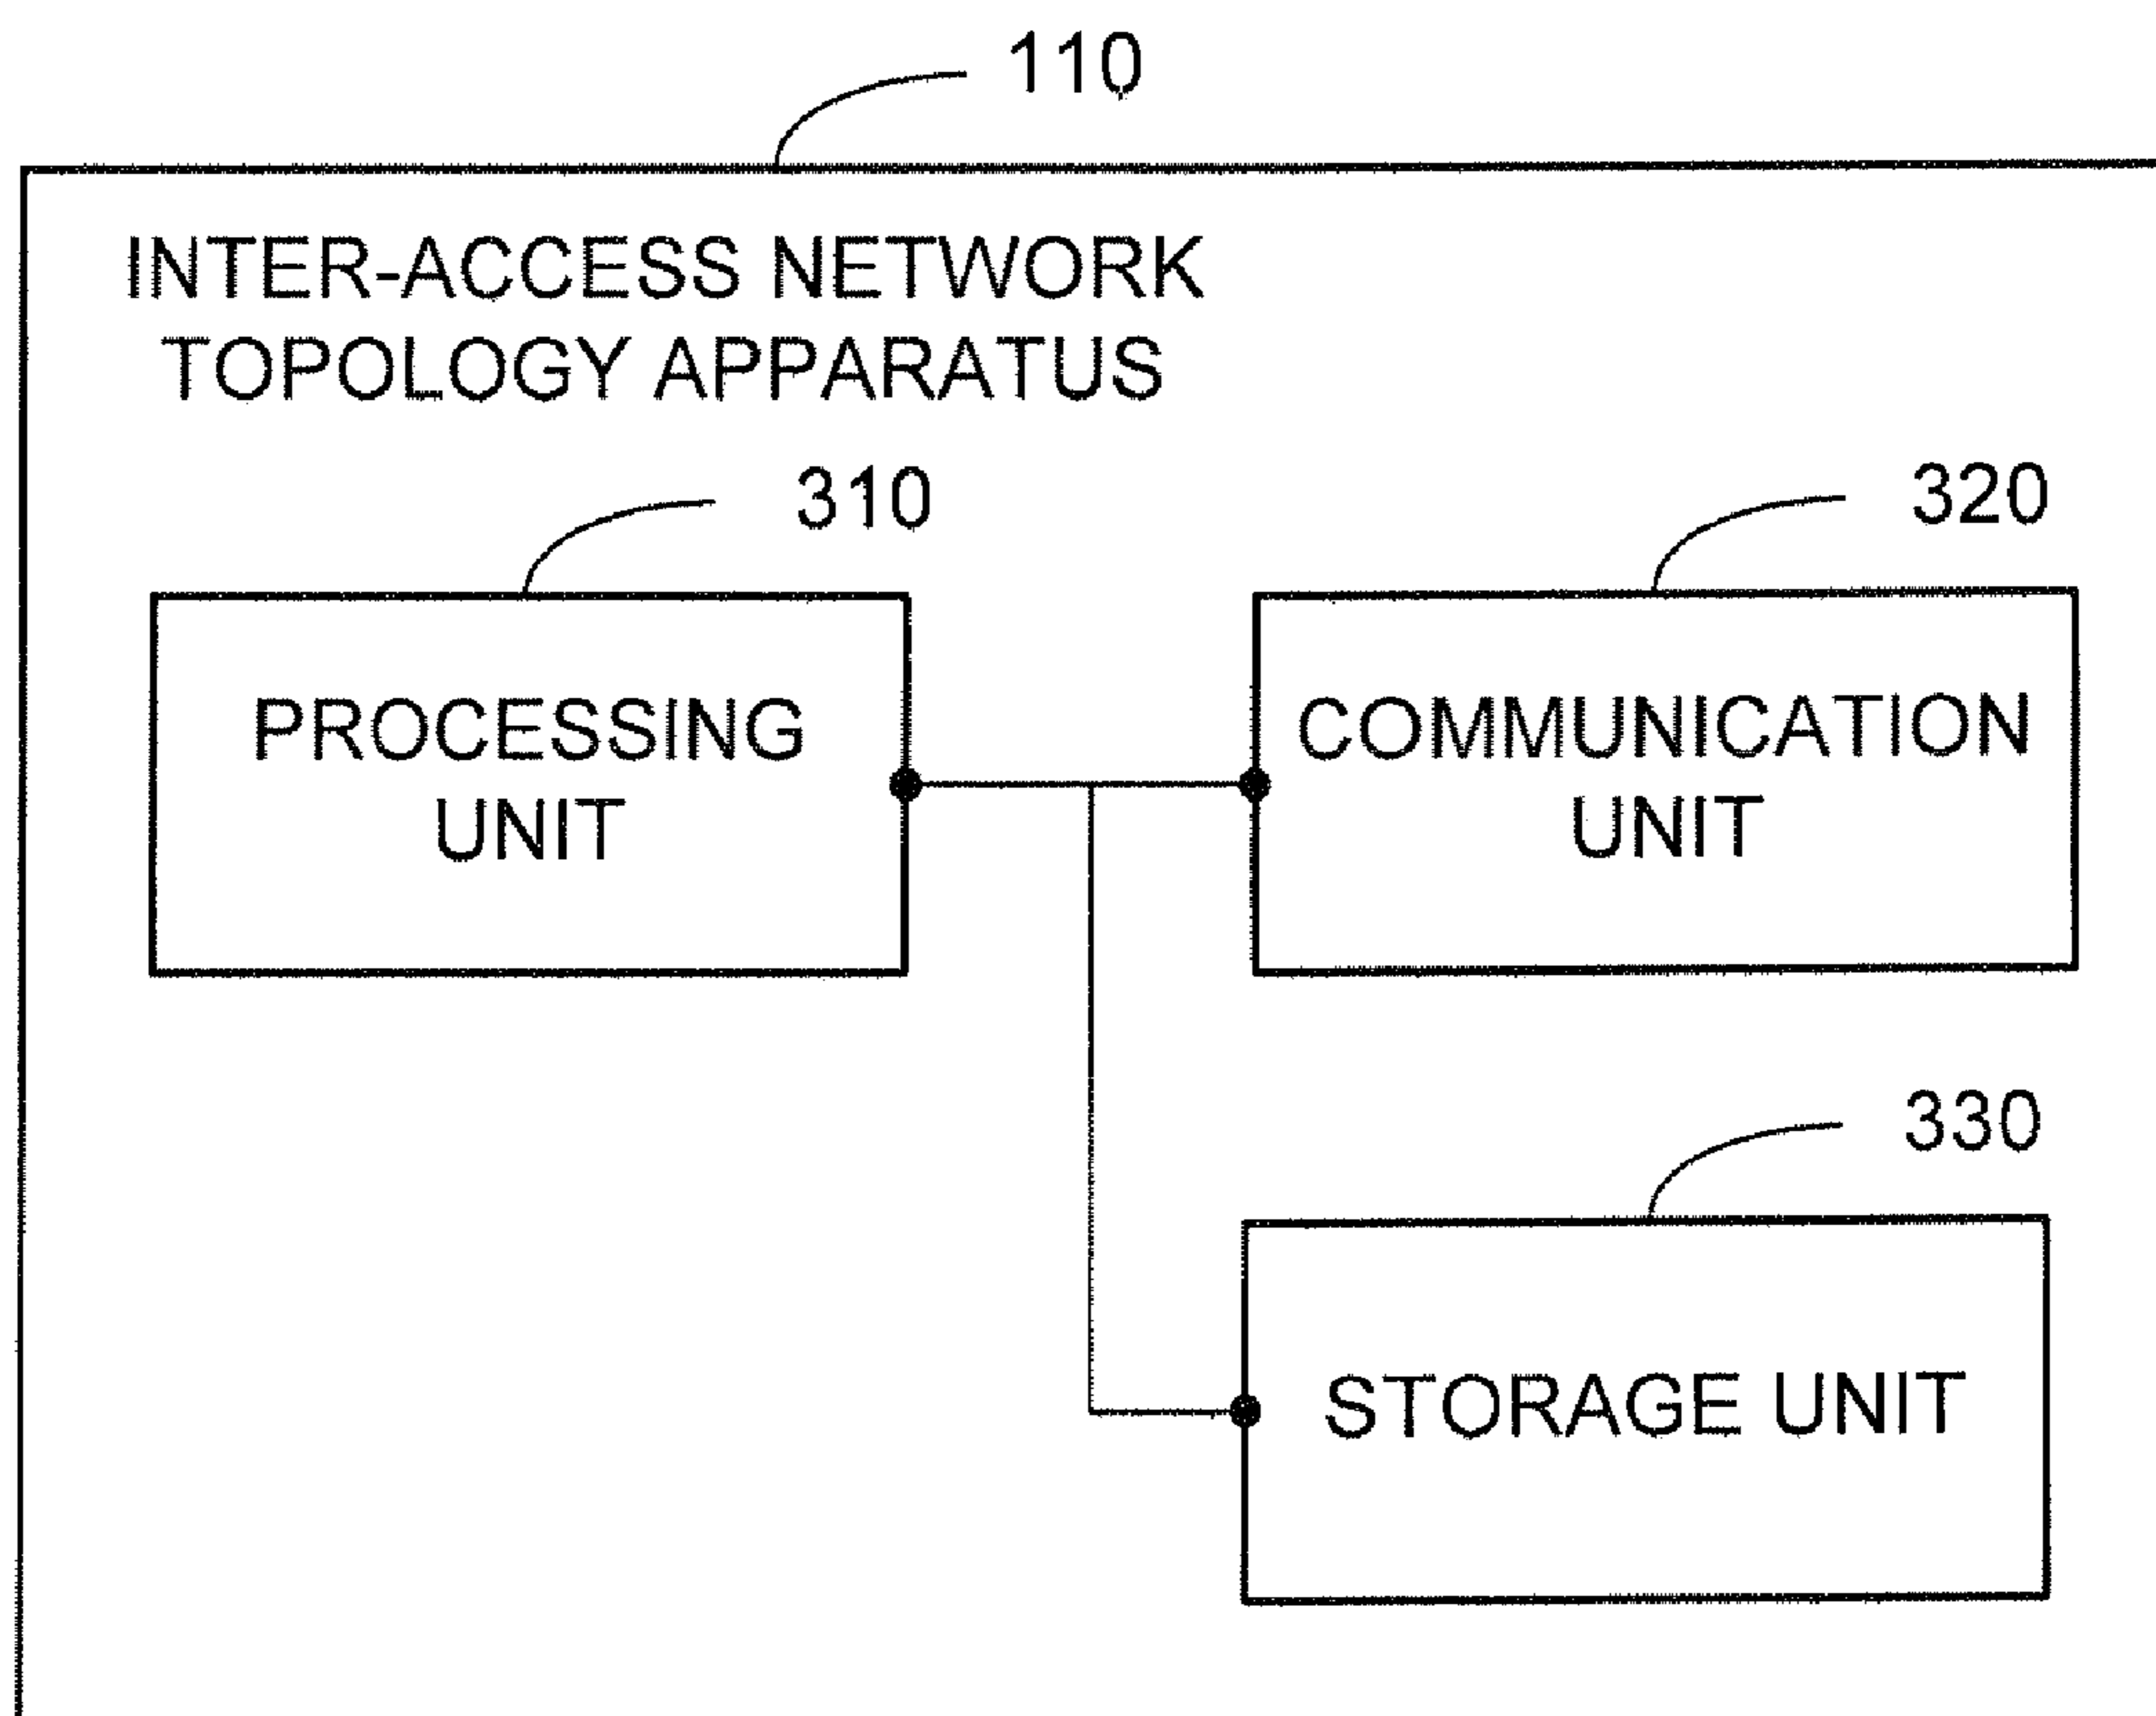 110
INTER-ACCESS NETWORK
TOPOLOGY APPARATUS
310
320
PROCESSING
UNIT
COMMUNICATION
UNIT
330
STORAGE UNIT